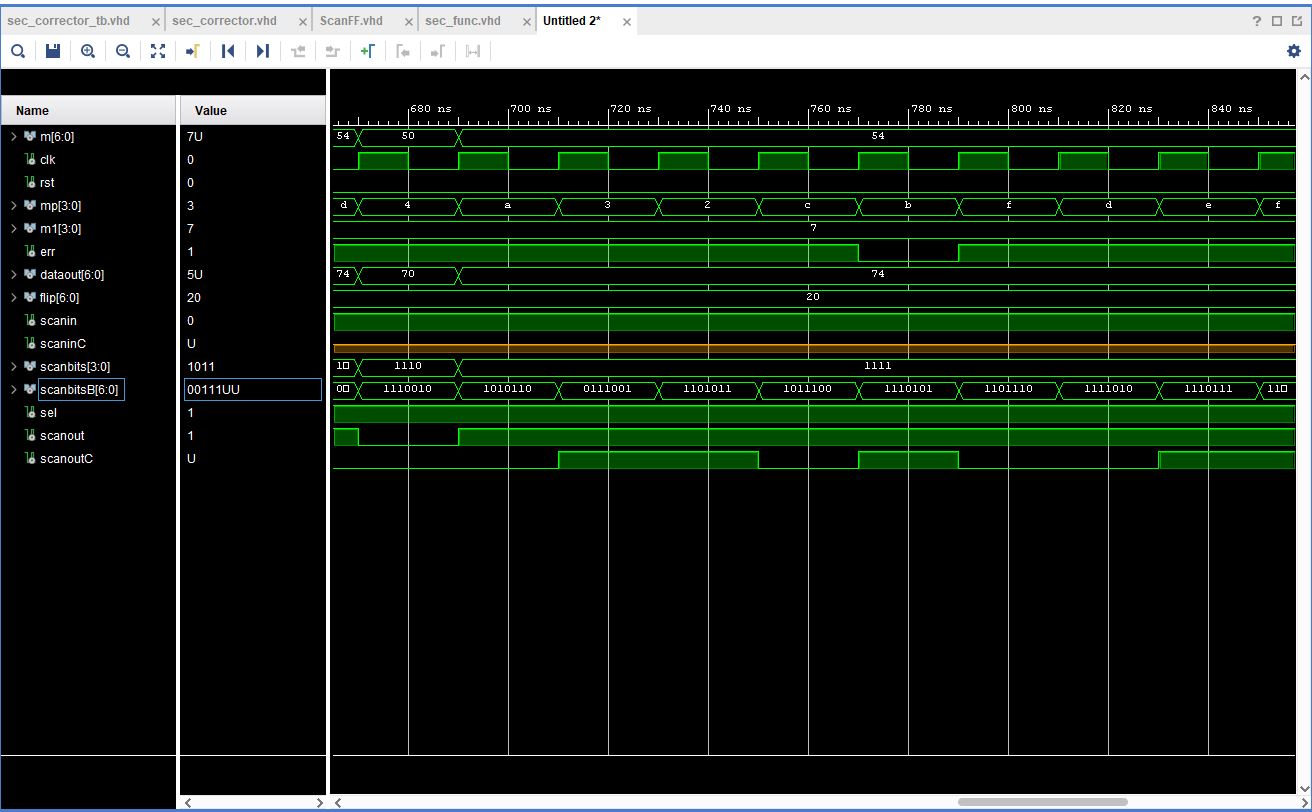 sec_corrector_tb.vhd × sec_corrector.vhd × ScanFF.vhd × sec_func.vhd × Untitled 2* ×
?
680 ns 700 ns 720 ns 740 ns 760 ns 780 ns 800 ns 820 ns 840 ns
Name Value
m[6:0] 7U 54 50 54
clk 0
rst 0
mp[3:0] 3 d 4 a 3 2 c b f d e f
m1[3:0] 7 7
err 1
dataout[6:0] 5U 74 70 74
flip[6:0] 20 20
scanin 0
scaninC U
scanbits[3:0] 1011 1110 1111
scanbitsB[6:0] 00111UU 1110010 1010110 0111001 1101011 1011100 1110101 1101110 1111010 1110111
sel 1
scanout 1
scanoutC U